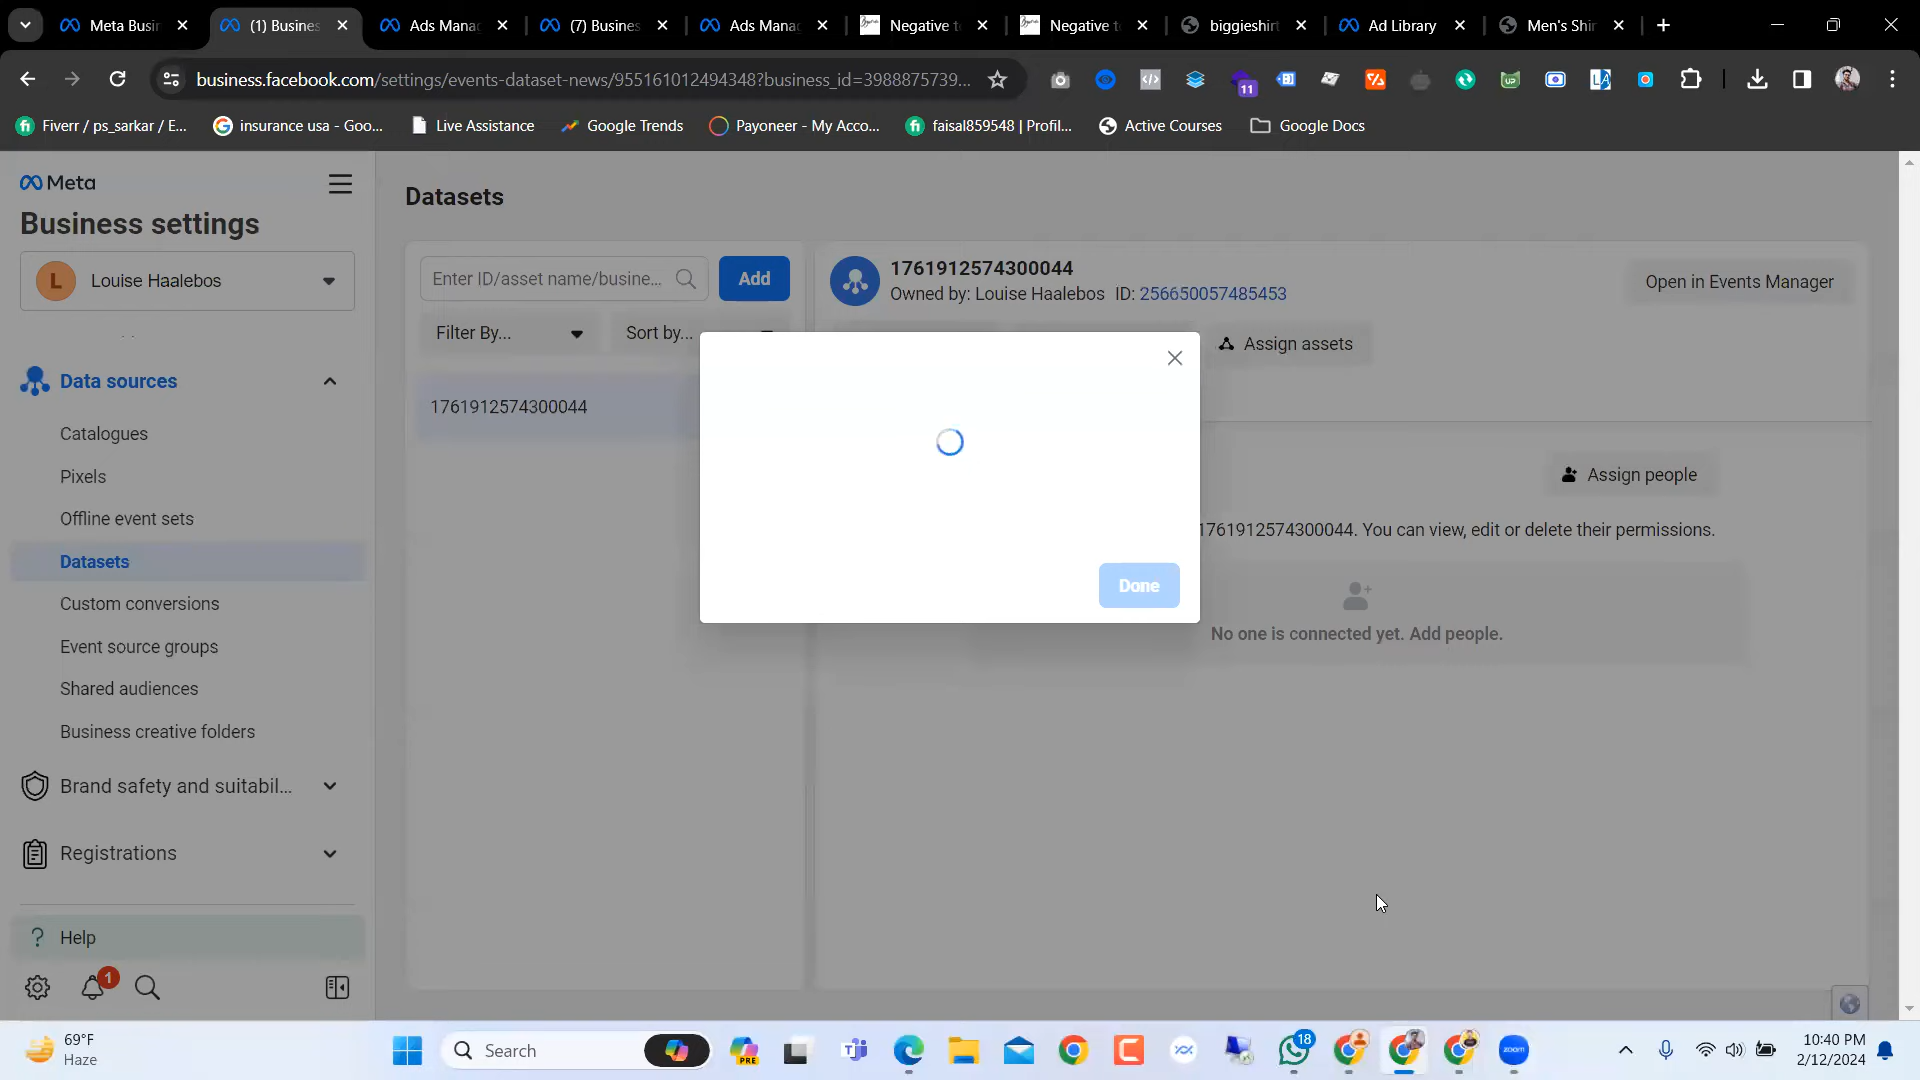 Meta Busin
(1) Busines
Ads Manag
(7) Busines
Ads Manag
Negative t
Negative t
biggieshirt
Ad Library
Men's Shir
business.facebook.com/settings/events-dataset-news/955161012494348?business_id=3988875739...
11
Fiverr / ps_sarkar / E...
insurance usa - Goo...
Live Assistance
Google Trends
Payoneer - My Acco...
faisal859548 | Profil...
Active Courses
Google Docs
Meta
Business settings
L
Louise Haalebos
Data sources
Catalogues
Pixels
Offline event sets
Datasets
Custom conversions
Event source groups
Shared audiences
Business creative folders
Brand safety and suitabil...
Registrations
Help
1
Datasets
Enter ID/asset name/busine...
Add
Filter By...
Sort by...
1761912574300044
1761912574300044
Owned by: Louise Haalebos ID: 256650057485453
Open in Events Manager
Assign assets
Assign people
1761912574300044. You can view, edit or delete their permissions.
No one is connected yet. Add people.
Done
69°F
Haze
Search
PRE
18
zoom
10:40 PM
2/12/2024